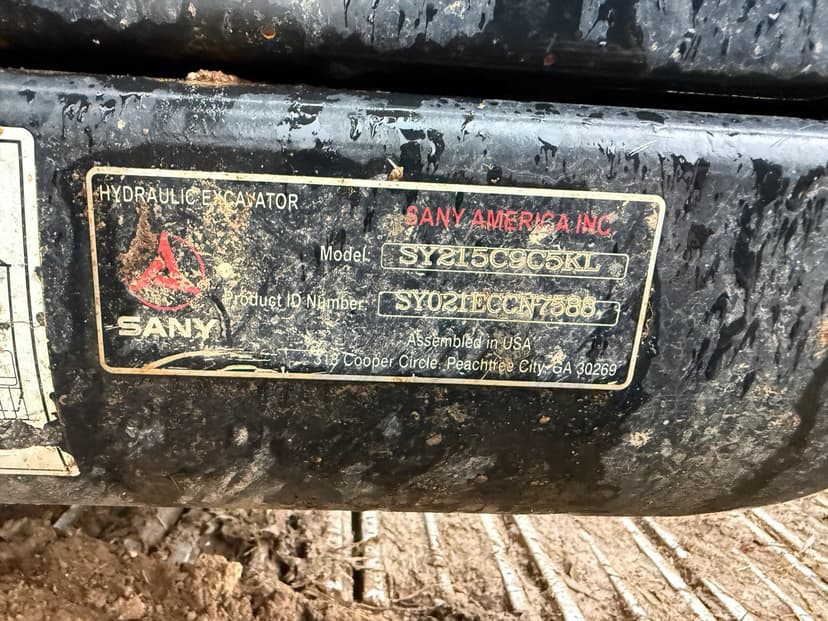 HYDRAULIC EXCAVATOR
SANY AMERICA INC.
Model: SY215C9C5KL
Product ID Number: SY021ECCN7588
SANY
Assembled in USA
318 Cooper Circle, Peachtree City, GA 30269